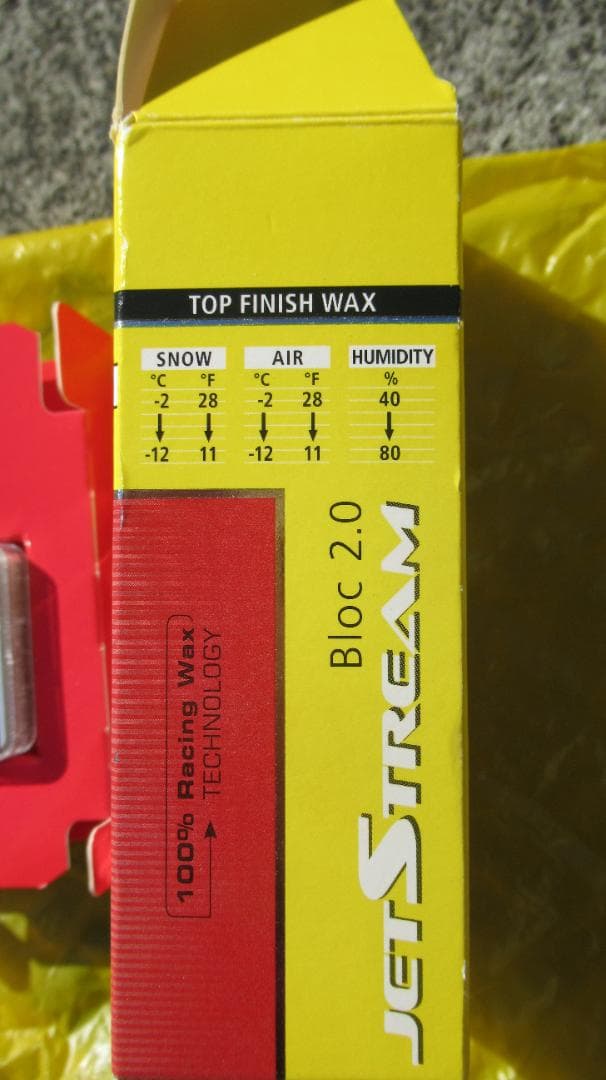 TOP FINISH WAX
SNOW AIR HUMIDITY
°C °F °C °F %
-2 28 -2 28 40
-12 11 -12 11 80
100% Racing Wax
TECHNOLOGY
Bloc 2.0
JETSTREAM